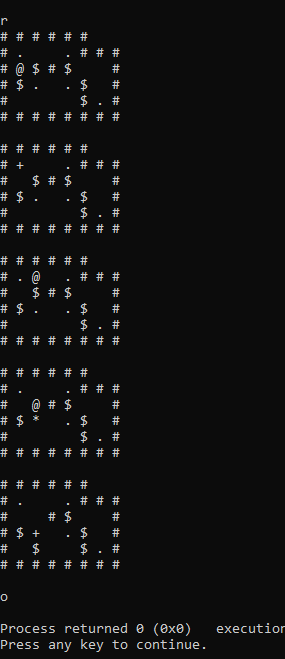 r
# # # # # #
# .     . # # #
# @ $ # $     #
# $ .   . $   #
#         $ . #
# # # # # # # #

# # # # # #
# +     . # # #
#   $ # $     #
# $ .   . $   #
#         $ . #
# # # # # # # #

# # # # # #
# . @   . # # #
#   $ # $     #
# $ .   . $   #
#         $ . #
# # # # # # # #

# # # # # #
# .     . # # #
#   @ # $     #
# $ *   . $   #
#         $ . #
# # # # # # # #

# # # # # #
# .     . # # #
#     # $     #
# $ +   . $   #
#   $     $ . #
# # # # # # # #

o

Process returned 0 (0x0)   execution
Press any key to continue.